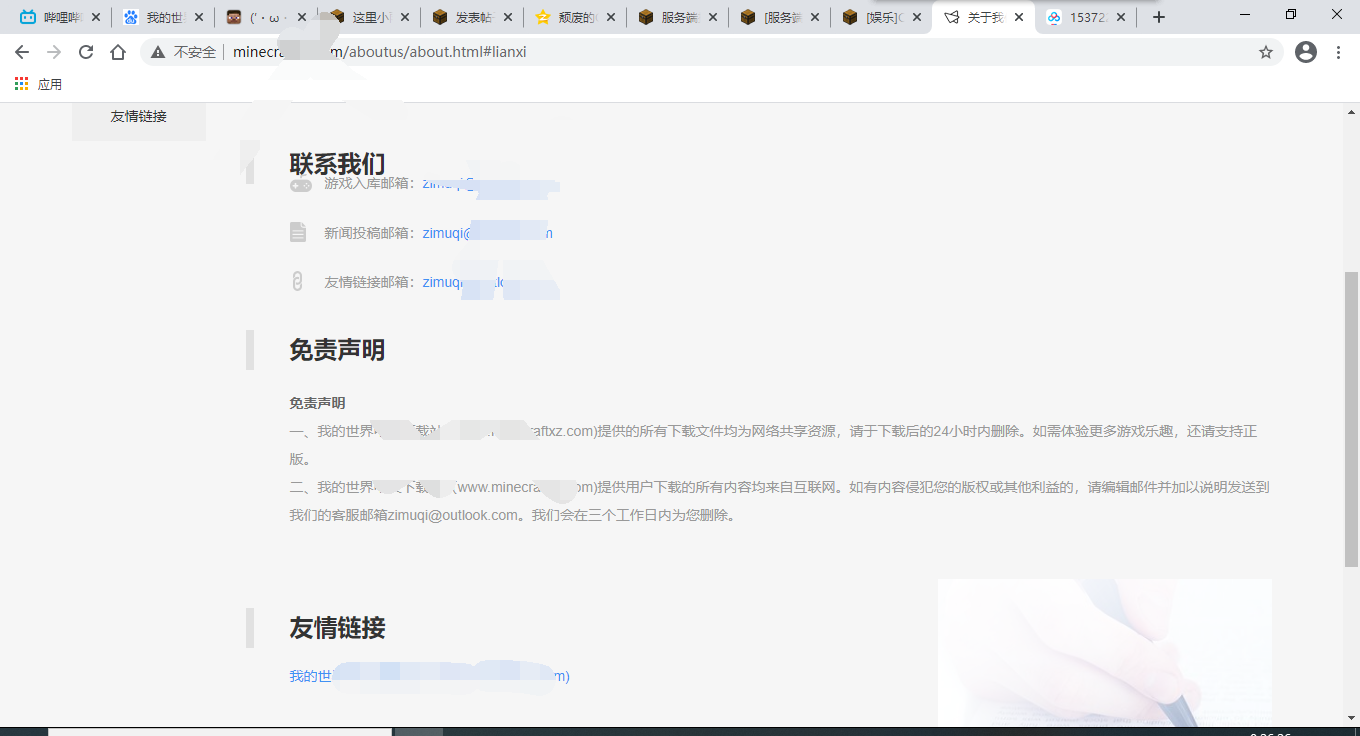 哔哩哔
我的世
(' · ω ·
这里小
发表帖
颓废的
服务端
[服务端
[娱乐]
关于我
15372
不安全 minecra m/aboutus/about.html#lianxi
应用
友情链接
联系我们
游戏入库邮箱：
新闻投稿邮箱：zimuqi@
友情链接邮箱：zimuq
免责声明
免责声明
一、我的世界 下载 aftxz.com)提供的所有下载文件均为网络共享资源，请于下载后的24小时内删除。如需体验更多游戏乐趣，还请支持正
版。
二、我的世界 下载 (www.minecra om)提供用户下载的所有内容均来自互联网。如有内容侵犯您的版权或其他利益的，请编辑邮件并加以说明发送到
我们的客服邮箱zimuqi@outlook.com。我们会在三个工作日内为您删除。
友情链接
我的世 m)